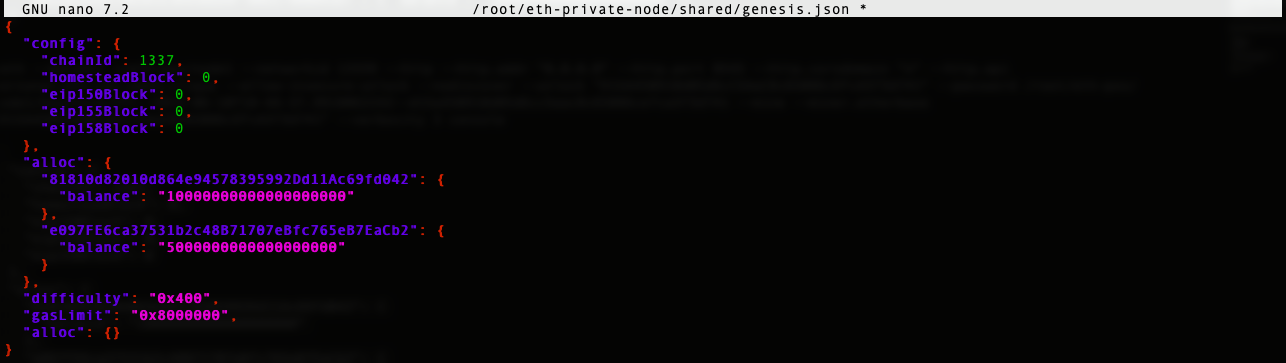 GNU nano 7.2 /root/eth-private-node/shared/genesis.json *
{
  "config": {
    "chainId": 1337,
    "homesteadBlock": 0,
    "eip150Block": 0,
    "eip155Block": 0,
    "eip158Block": 0
  },
  "alloc": {
    "81810d82010d864e94578395992Dd11Ac69fd042": {
      "balance": "10000000000000000000"
    },
    "e097FE6ca37531b2c48B71707eBfc765eB7EaCb2": {
      "balance": "5000000000000000000"
    }
  },
  "difficulty": "0x400",
  "gasLimit": "0x8000000",
  "alloc": {}
}